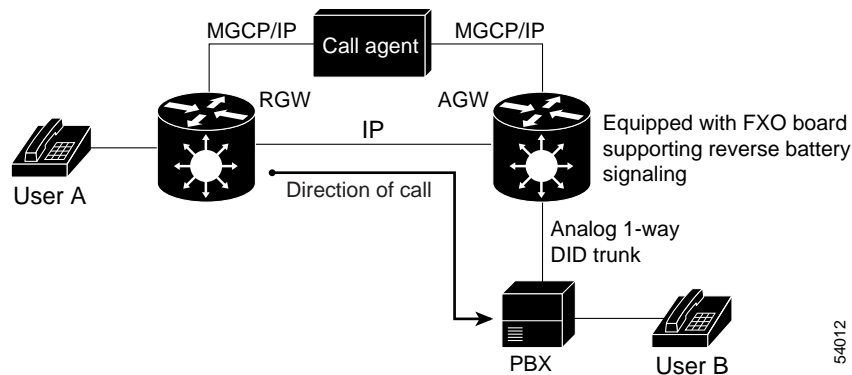 MGCP/IP
Call agent
MGCP/IP
RGW
AGW
IP
Equipped with FXO board
supporting reverse battery
signaling
User A
Direction of call
Analog 1-way
DID trunk
PBX
User B
54012